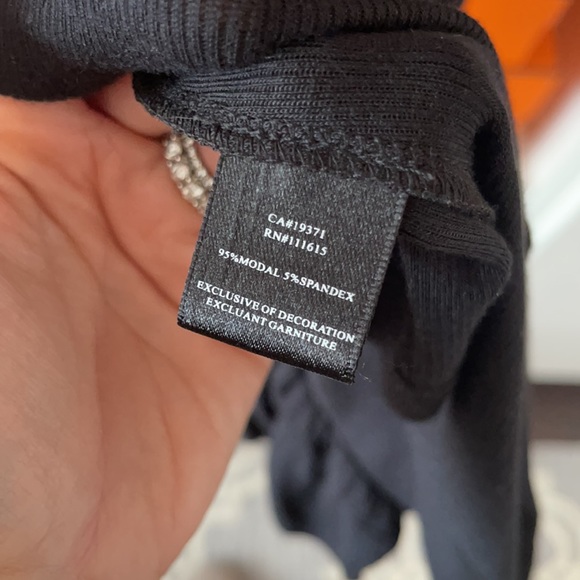 CA#19371
RN#111615
95%MODAL 5%SPANDEX
EXCLUSIVE OF DECORATION
EXCLUANT GARNITURE